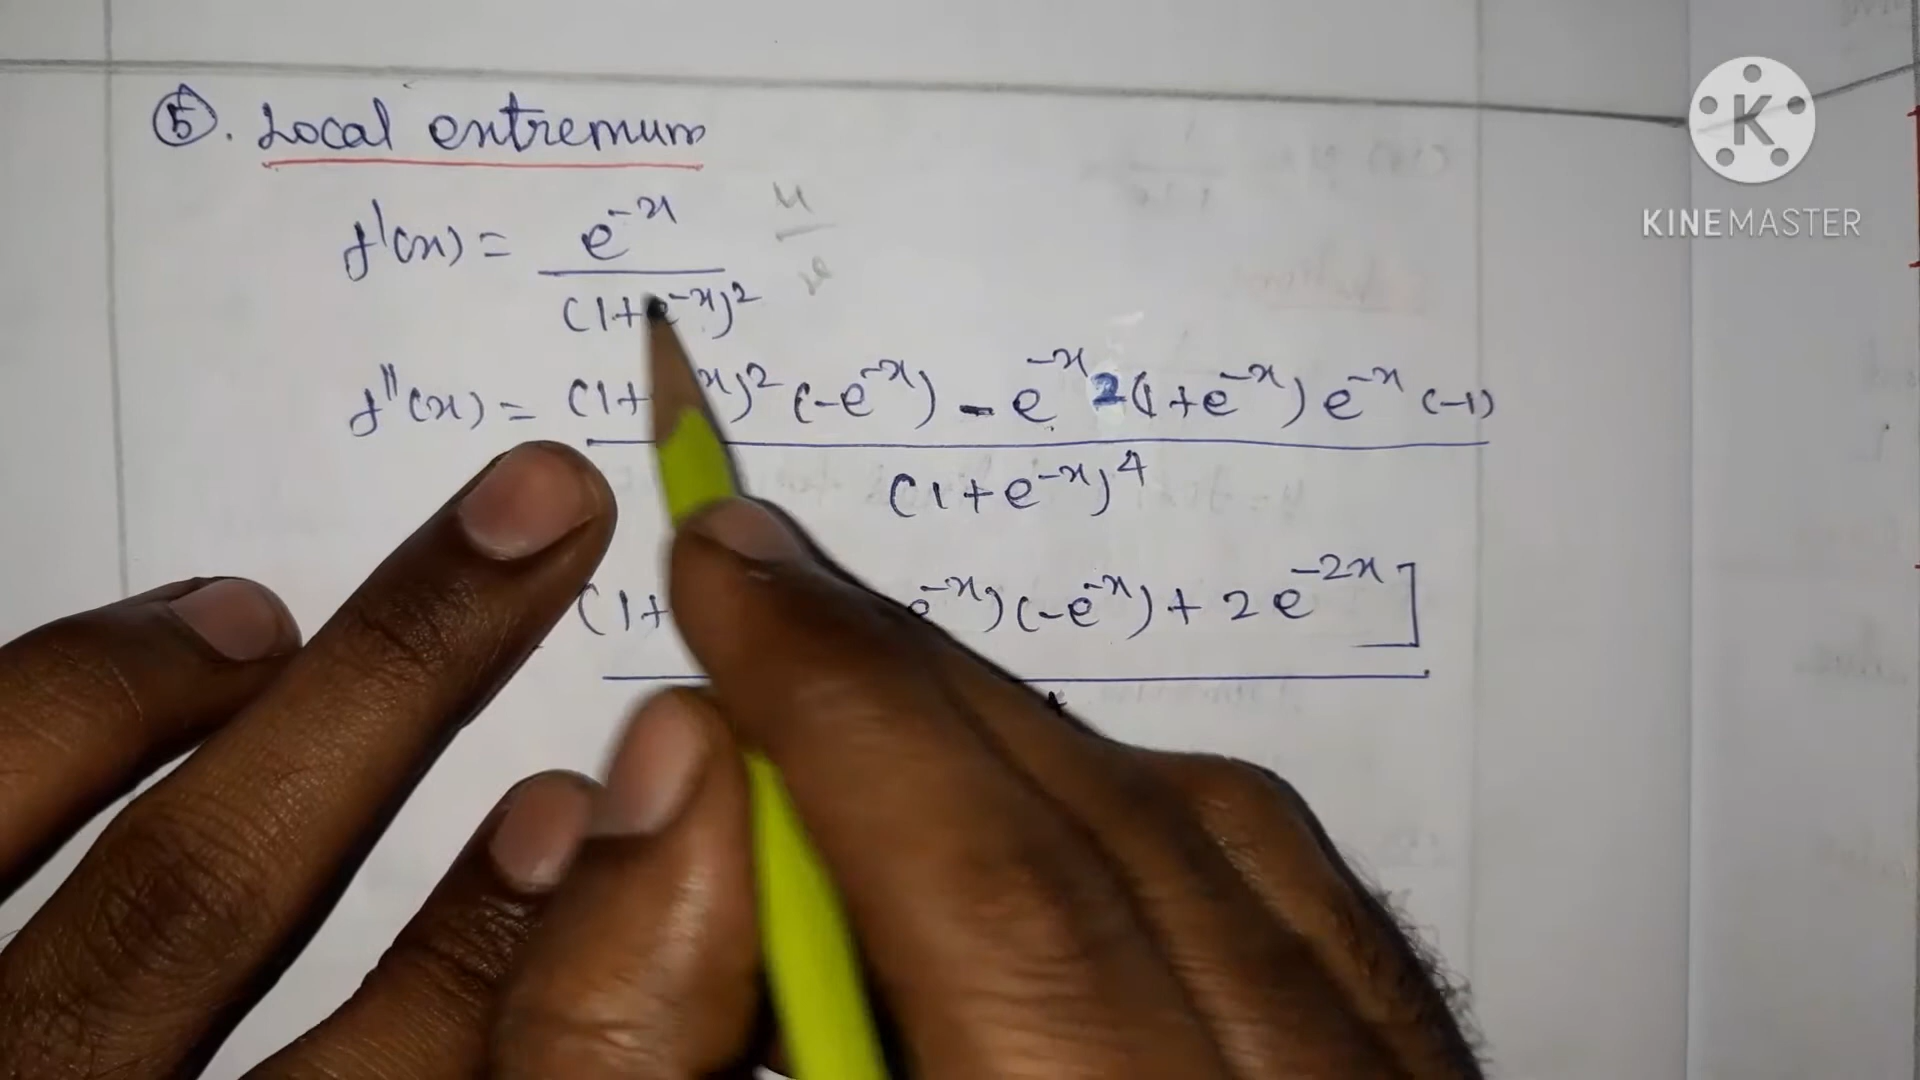 ⑤. Local extremum
f'(x) = e^{-x} / (1+e^{-x})^2
u / v
f''(x) = (1+ x)^2 (-e^{-x}) - e^{-x} 2(1+e^{-x}) e^{-x} (-1) / (1+e^{-x})^4
(1+ e^{-x})(-e^{-x}) + 2e^{-2x}]
K
KINEMASTER